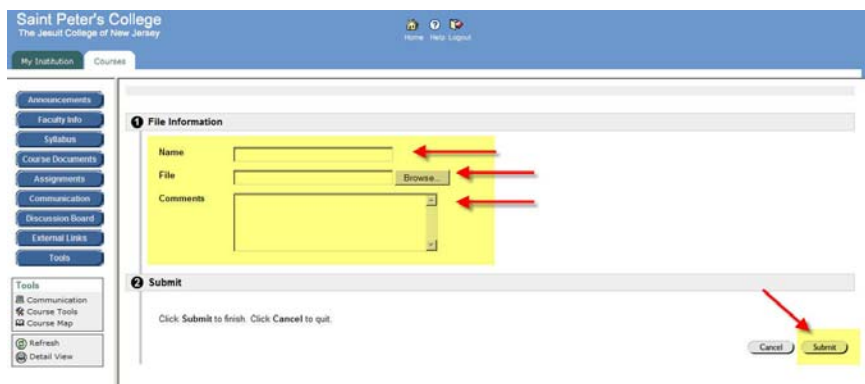 Saint Peter's College
The Jesuit College of New Jersey
Home Help Logout
My Institution Courses
Announcements
Faculty Info
Syllabus
Course Documents
Assignments
Communication
Discussion Board
External Links
Tools
Tools
Communication
Course Tools
Course Map
Refresh
Detail View
1 File Information
Name
File Browse...
Comments
2 Submit
Click Submit to finish. Click Cancel to quit.
Cancel Submit